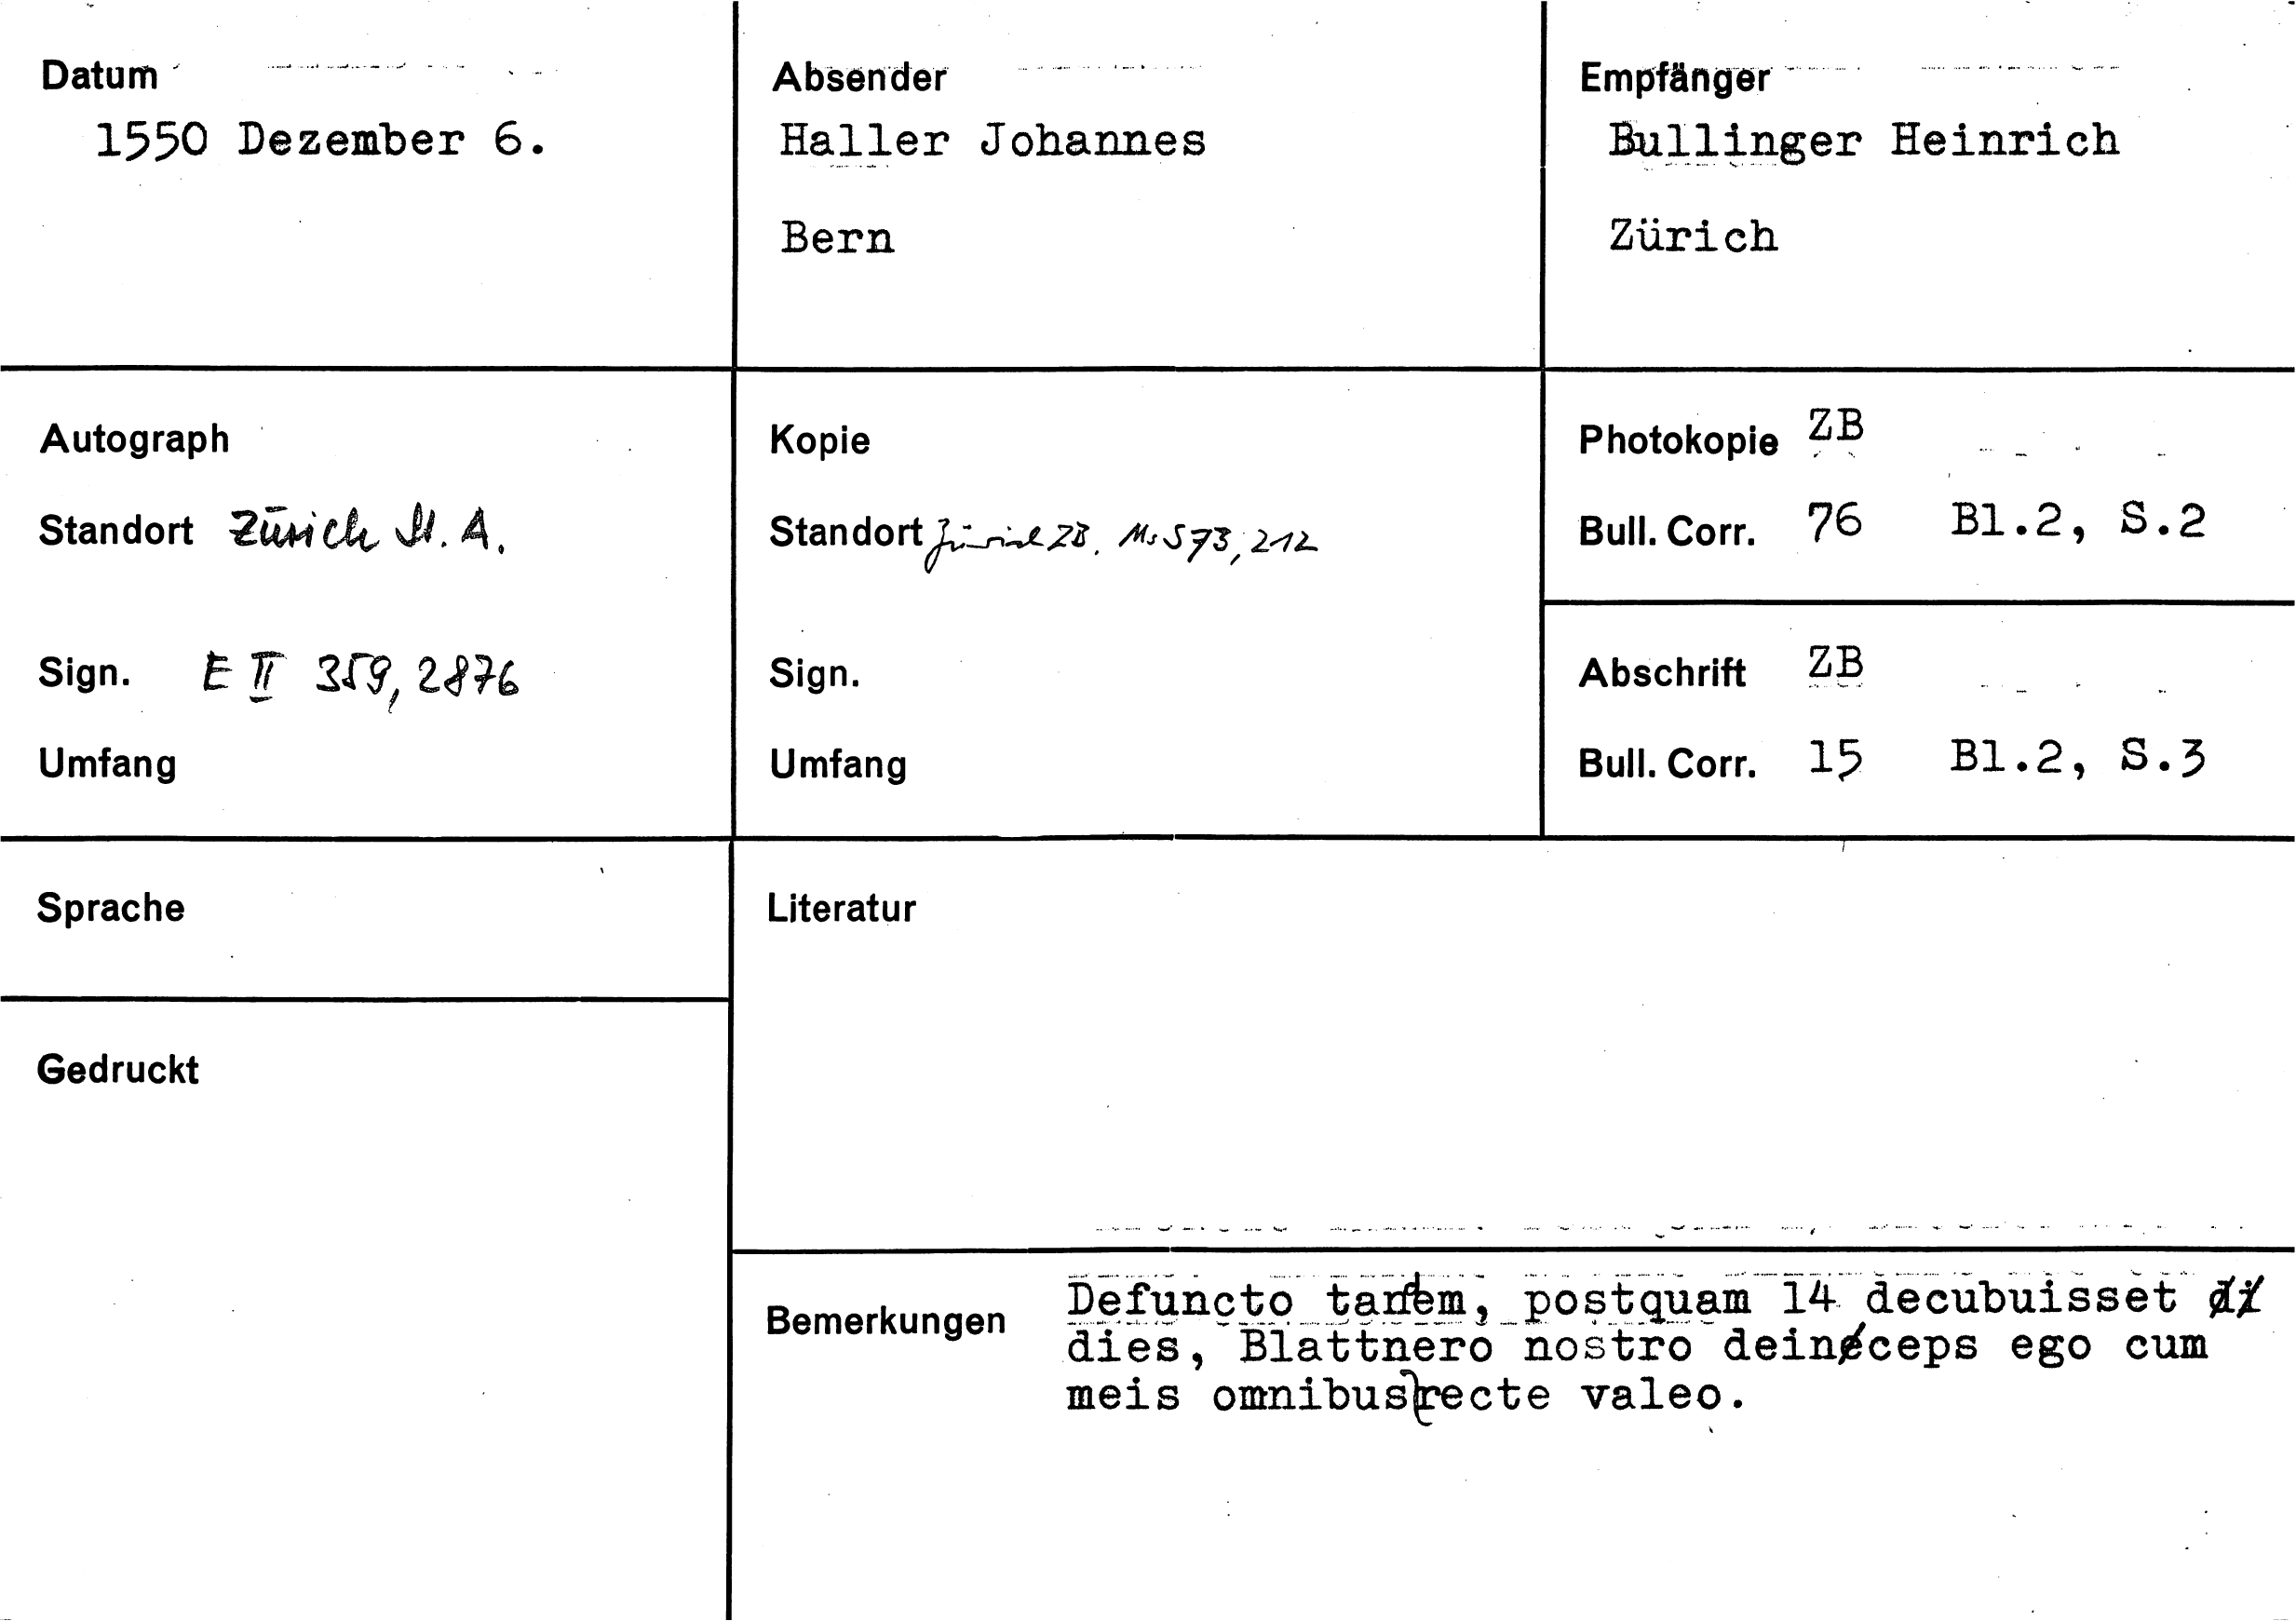 Datum
1550 Dezember 6.
Absender
Haller Johannes
Bern
Empfänger
Bullinger Heinrich
Zürich
Autograph
Standort Zürich St. A.
Sign. E II 359, 2876
Umfang
Kopie
Standort Zürich ZB. Ms S 73, 212
Sign.
Umfang
Photokopie ZB
Bull. Corr. 76 Bl.2, S.2
Abschrift ZB
Bull. Corr. 15 Bl.2, S.3
Sprache
Gedruckt
Literatur
Bemerkungen
Defuncto tandem, postquam 14 decubuisset
dies, Blattnero nostro deinceps ego cum
meis omnibus recte valeo.